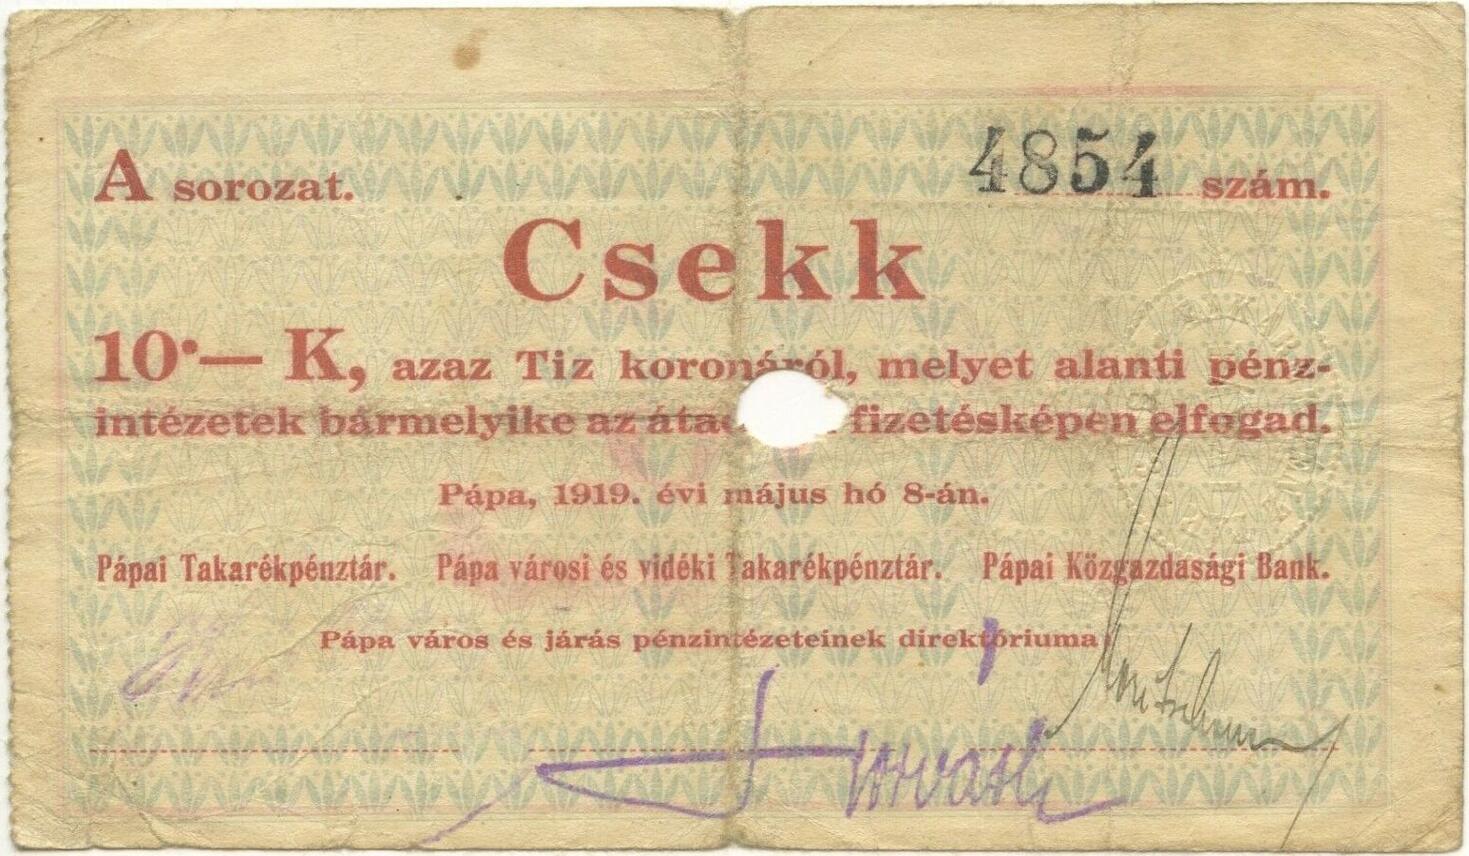 A sorozat. 4854 szám.
Csekk
10·— K, azaz Tiz koronáról, melyet alanti pénz-
intézetek bármelyike az fizetésképen elfogad.
Pápa, 1919. évi május hó 8-án.
Pápai Takarékpénztár. Pápa városi és vidéki Takarékpénztár. Pápai Közgazdasági Bank.
Pápa város és járás pénzintézeteinek direktóriuma
Horváth